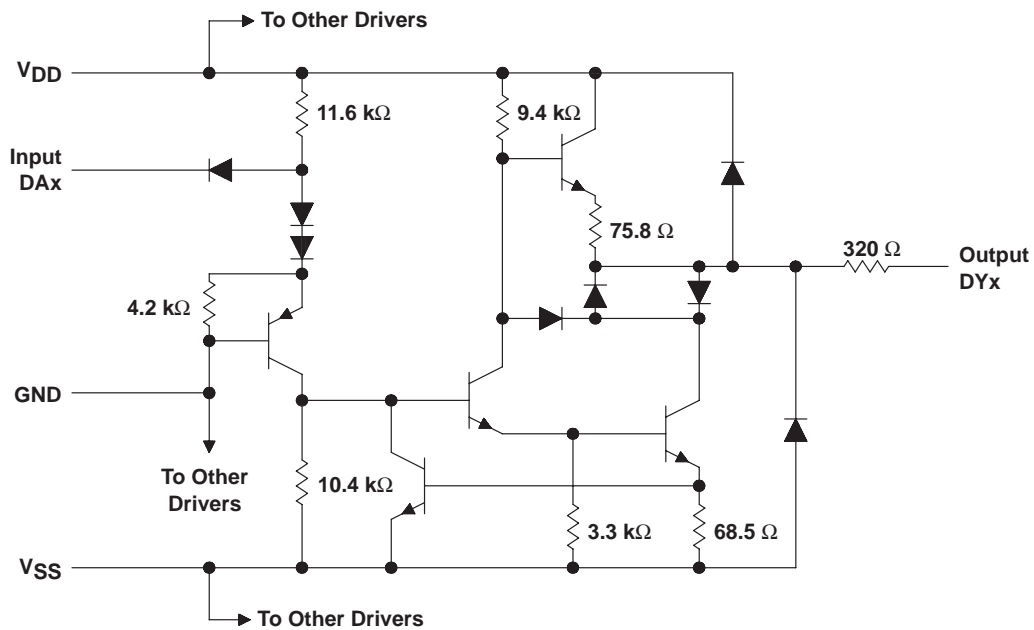 To Other Drivers
VDD
11.6 kΩ
9.4 kΩ
Input
DAx
75.8 Ω
320 Ω
Output
DYx
4.2 kΩ
GND
To Other
Drivers
10.4 kΩ
3.3 kΩ
68.5 Ω
VSS
To Other Drivers